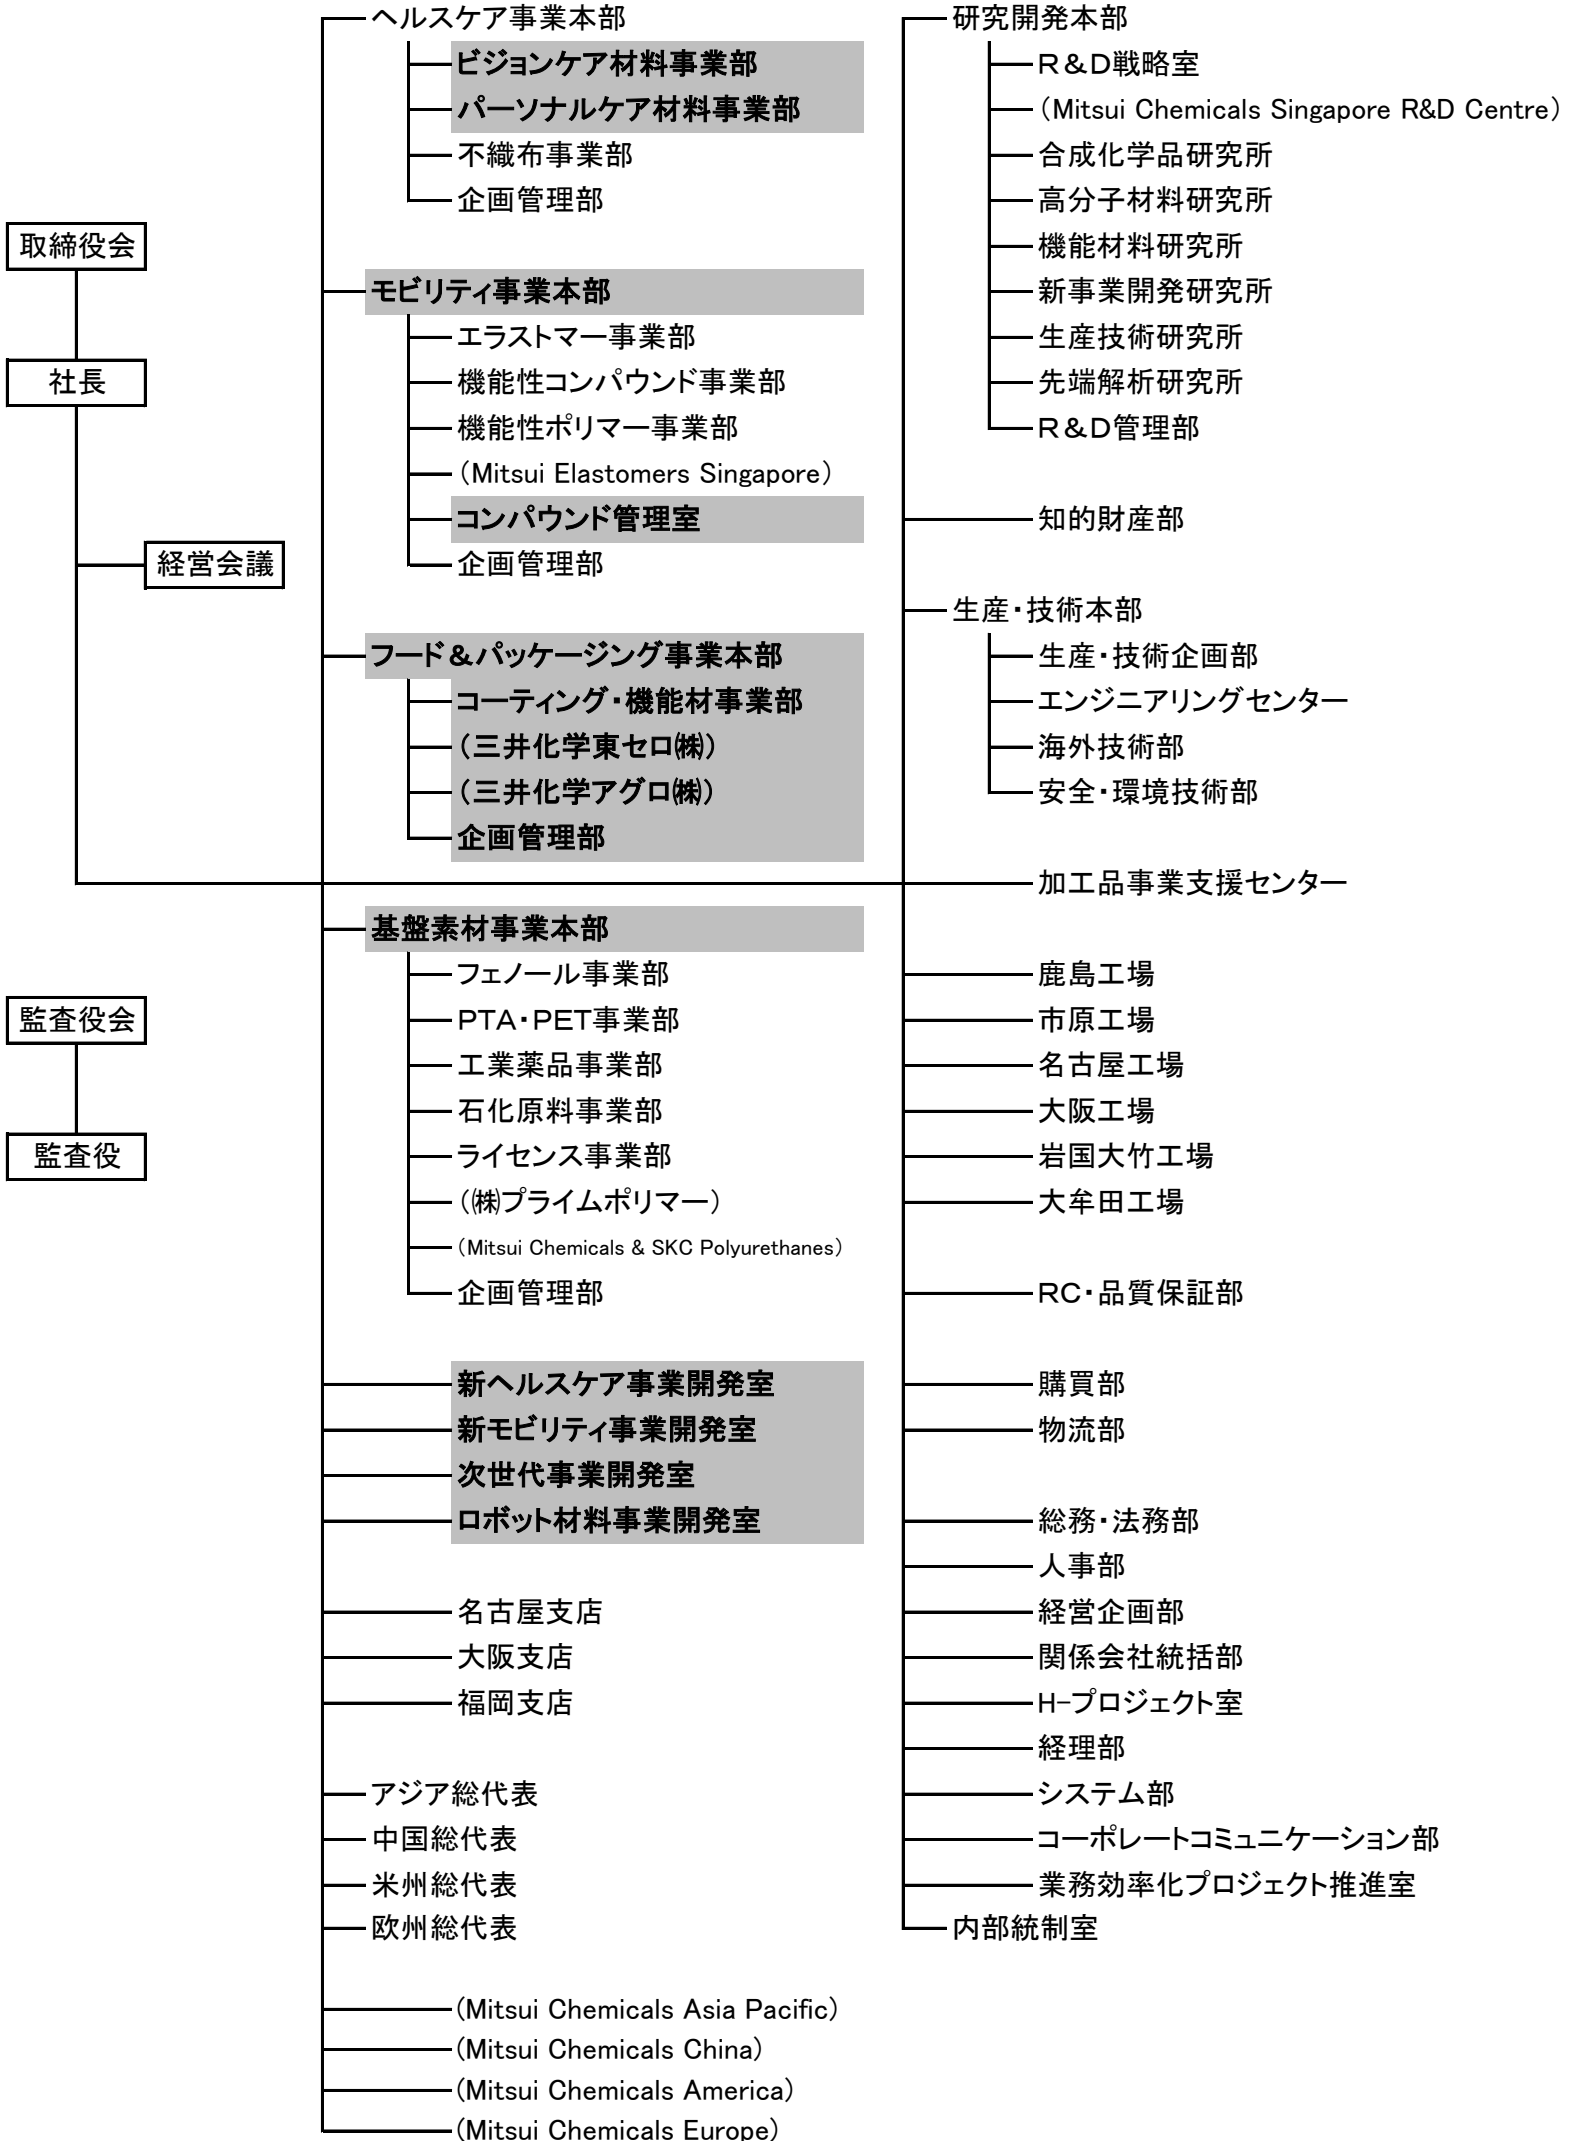 取締役会
社長
経営会議
監査役会
監査役
ヘルスケア事業本部
ビジョンケア材料事業部
パーソナルケア材料事業部
不織布事業部
企画管理部
モビリティ事業本部
エラストマー事業部
機能性コンパウンド事業部
機能性ポリマー事業部
（Mitsui Elastomers Singapore）
コンパウンド管理室
企画管理部
フード＆パッケージング事業本部
コーティング・機能材事業部
（三井化学東セロ㈱）
（三井化学アグロ㈱）
企画管理部
基盤素材事業本部
フェノール事業部
PTA・PET事業部
工業薬品事業部
石化原料事業部
ライセンス事業部
（㈱プライムポリマー）
（Mitsui Chemicals & SKC Polyurethanes）
企画管理部
新ヘルスケア事業開発室
新モビリティ事業開発室
次世代事業開発室
ロボット材料事業開発室
名古屋支店
大阪支店
福岡支店
アジア総代表
中国総代表
米州総代表
欧州総代表
（Mitsui Chemicals Asia Pacific）
（Mitsui Chemicals China）
（Mitsui Chemicals America）
（Mitsui Chemicals Europe）
研究開発本部
Ｒ＆Ｄ戦略室
（Mitsui Chemicals Singapore R&D Centre）
合成化学品研究所
高分子材料研究所
機能材料研究所
新事業開発研究所
生産技術研究所
先端解析研究所
Ｒ＆Ｄ管理部
知的財産部
生産・技術本部
生産・技術企画部
エンジニアリングセンター
海外技術部
安全・環境技術部
加工品事業支援センター
鹿島工場
市原工場
名古屋工場
大阪工場
岩国大竹工場
大牟田工場
RC・品質保証部
購買部
物流部
総務・法務部
人事部
経営企画部
関係会社統括部
H-プロジェクト室
経理部
システム部
コーポレートコミュニケーション部
業務効率化プロジェクト推進室
内部統制室